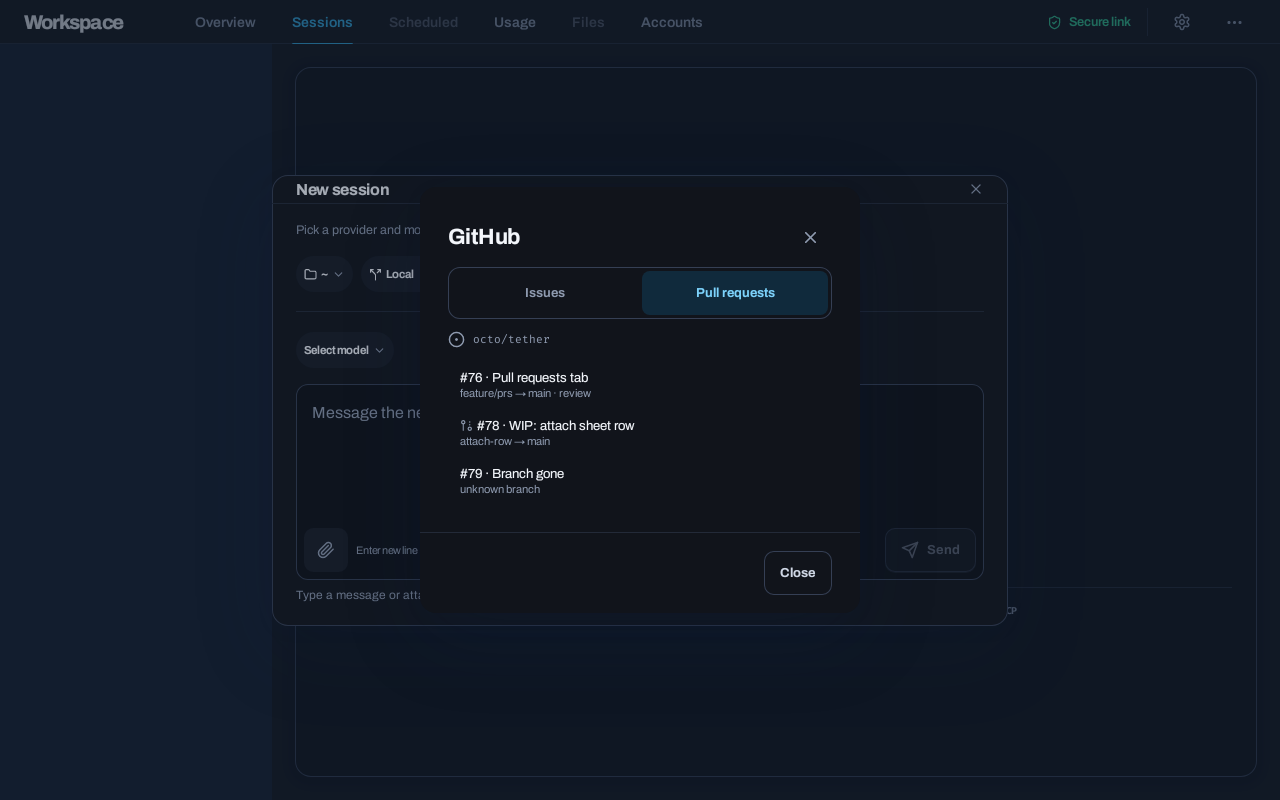 Workspace
Overview
Sessions
Scheduled
Usage
Files
Accounts
Secure link
New session
Pick a provider and mo
~
Local
Select model
Message the ne
Enter new line
Send
Type a message or atta
GitHub
Issues
Pull requests
octo/tether
#76 · Pull requests tab
feature/prs → main · review
#78 · WIP: attach sheet row
attach-row → main
#79 · Branch gone
unknown branch
Close